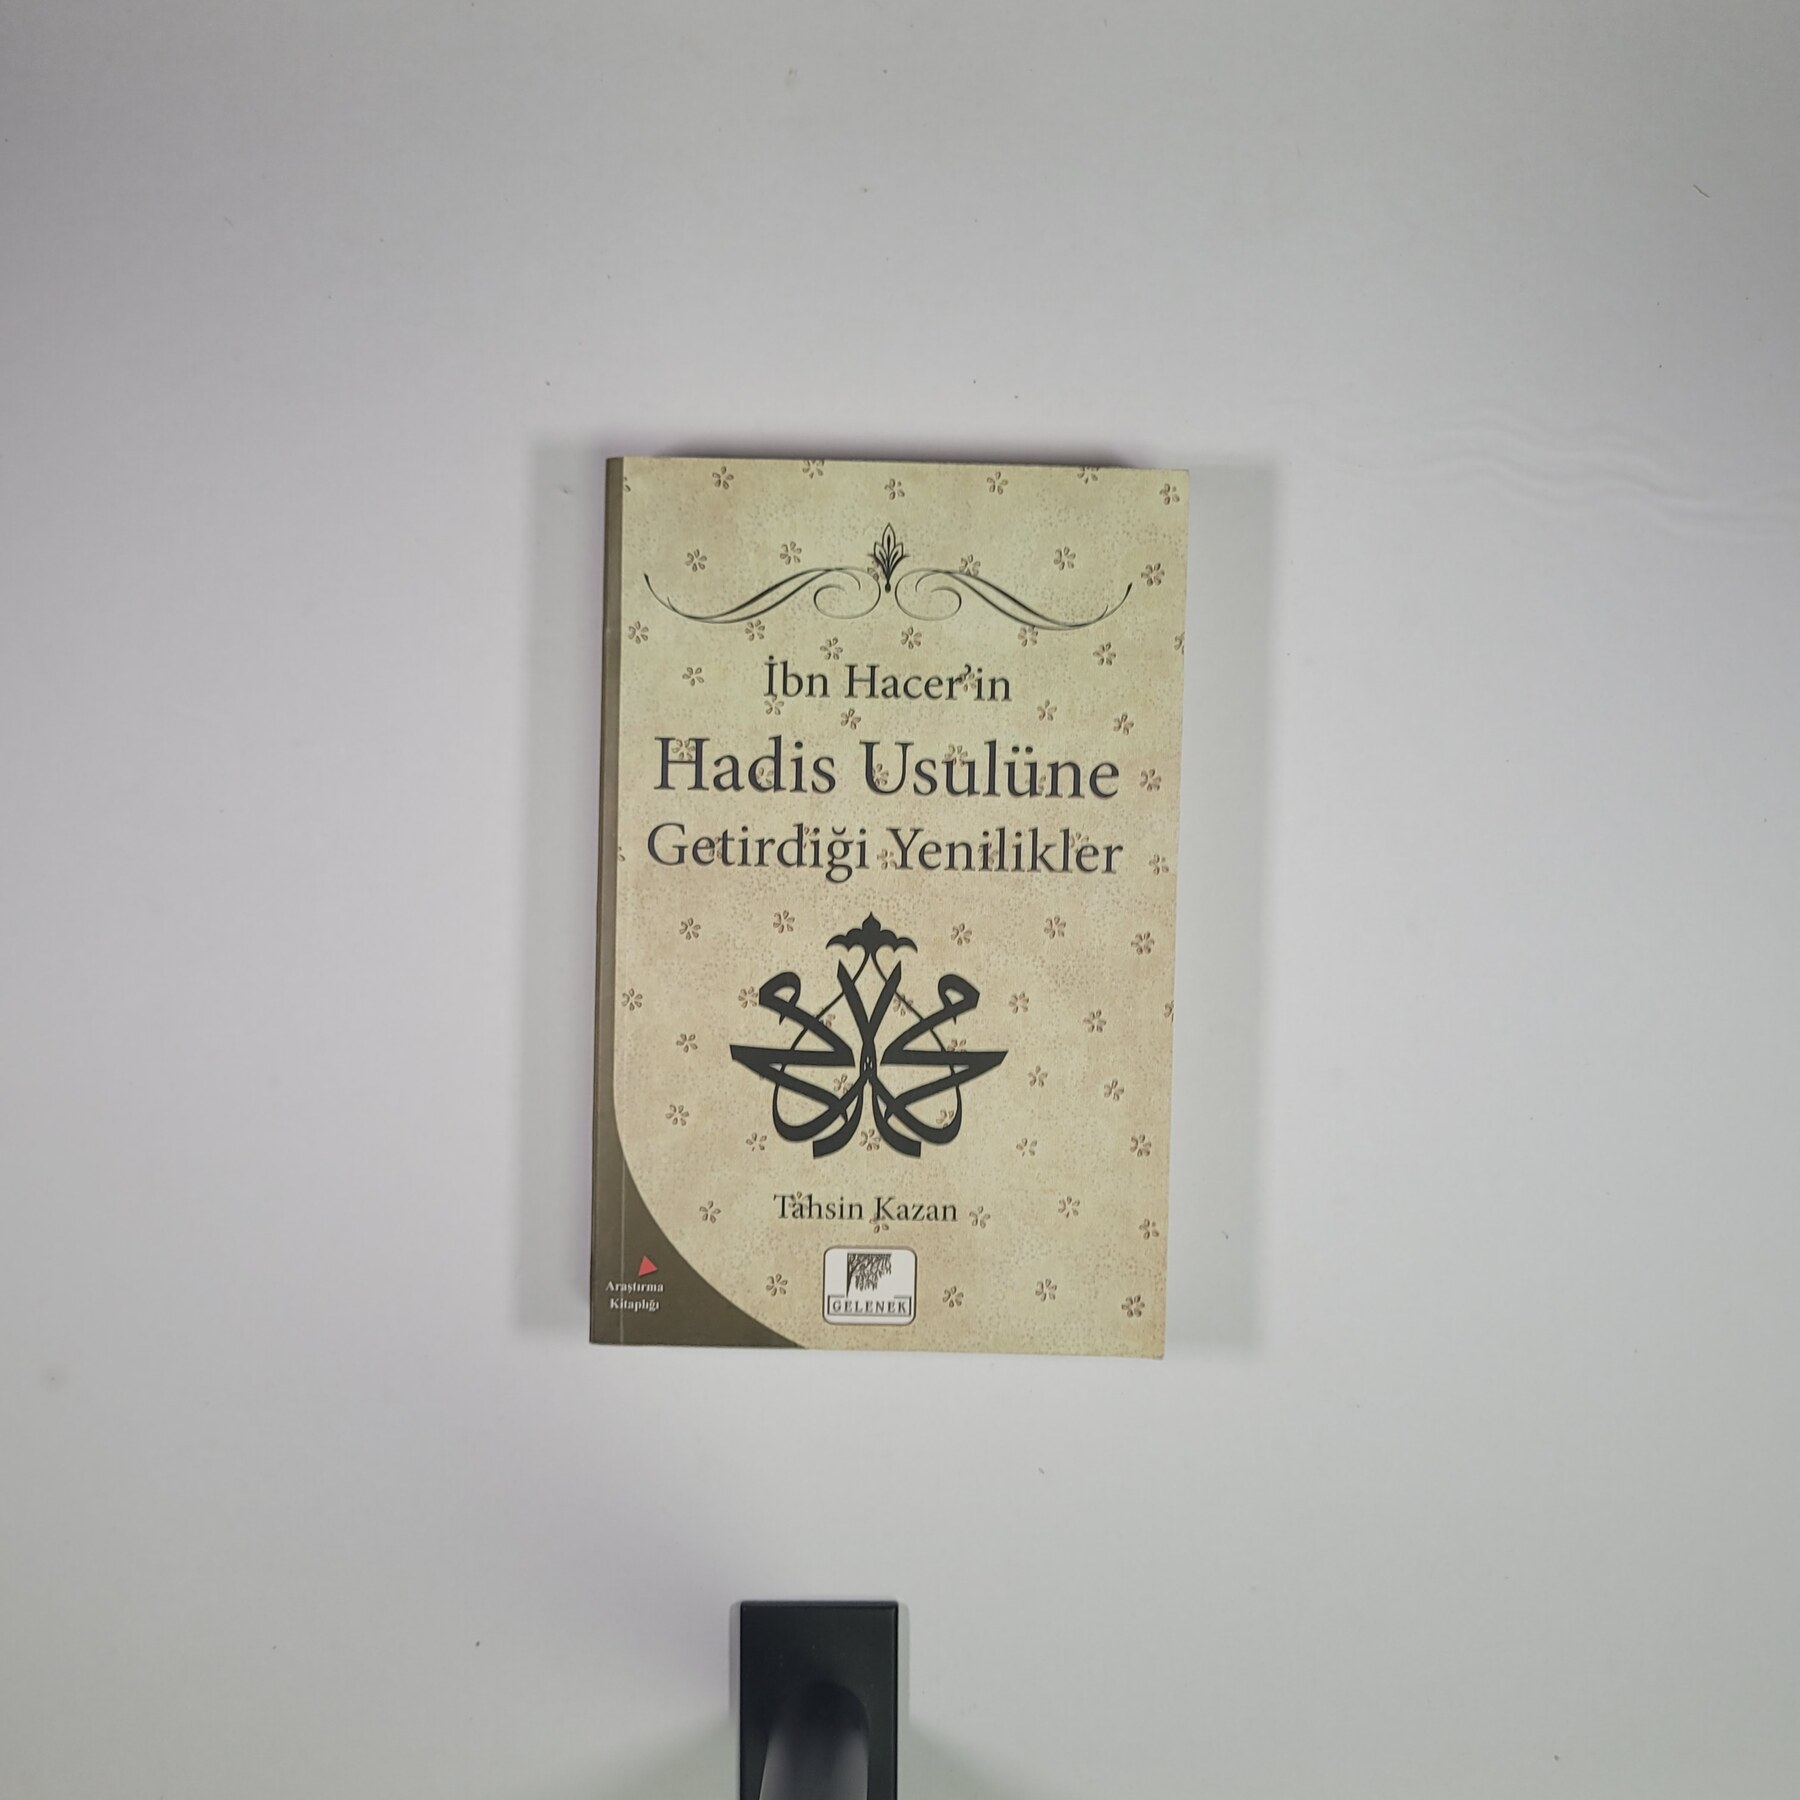 İbn Hacer'in
Hadis Usulüne
Getirdiği Yenilikler
Tahsin Kazan
GELENEK
Araştırma
Kitaplığı